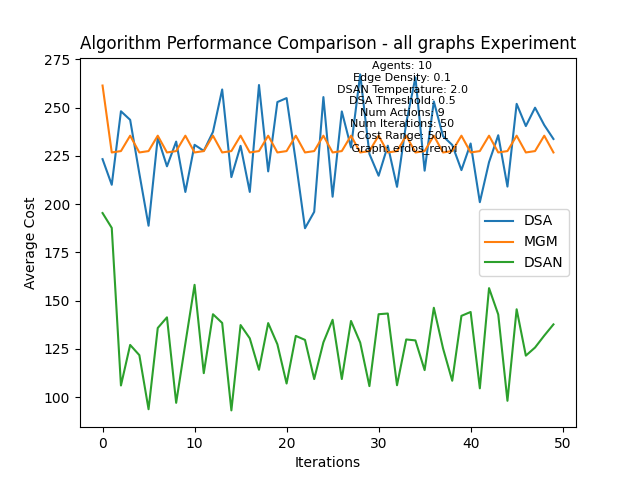 Algorithm Performance Comparison - all graphs Experiment
Agents: 10
Edge Density: 0.1
DSAN Temperature: 2.0
DSA Threshold: 0.5
Num Actions: 9
Num Iterations: 50
Cost Range: 501
Graph: erdos_renyi
275
250
225
200
175
150
125
100
Average Cost
DSA
MGM
DSAN
0
10
20
30
40
50
Iterations